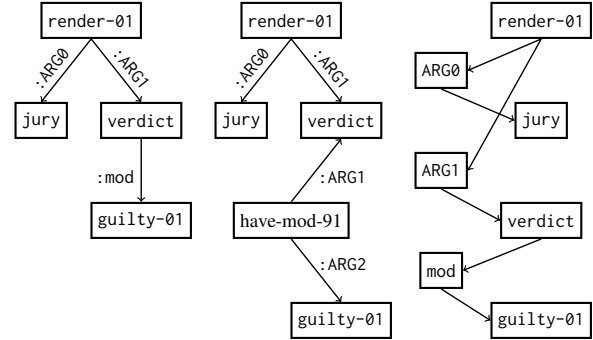 render-01
:ARG0
:ARG1
jury
verdict
:mod
guilty-01
render-01
:ARG0
:ARG1
jury
verdict
:ARG1
have-mod-91
:ARG2
guilty-01
render-01
ARG0
jury
ARG1
verdict
mod
guilty-01